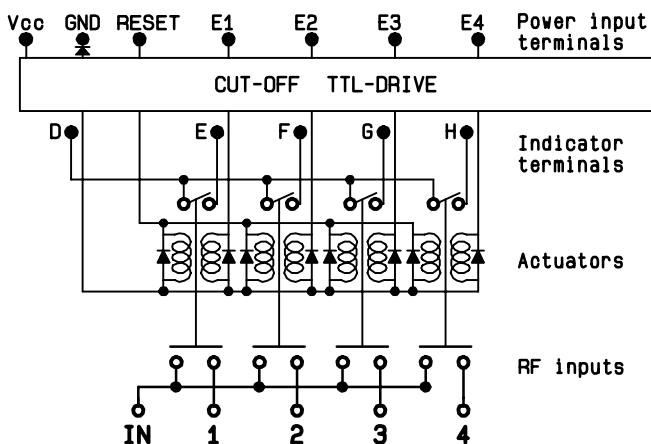 Vcc GND RESET E1 E2 E3 E4 Power input
terminals
CUT-OFF TTL-DRIVE
D E F G H Indicator
terminals
Actuators
RF inputs
IN 1 2 3 4